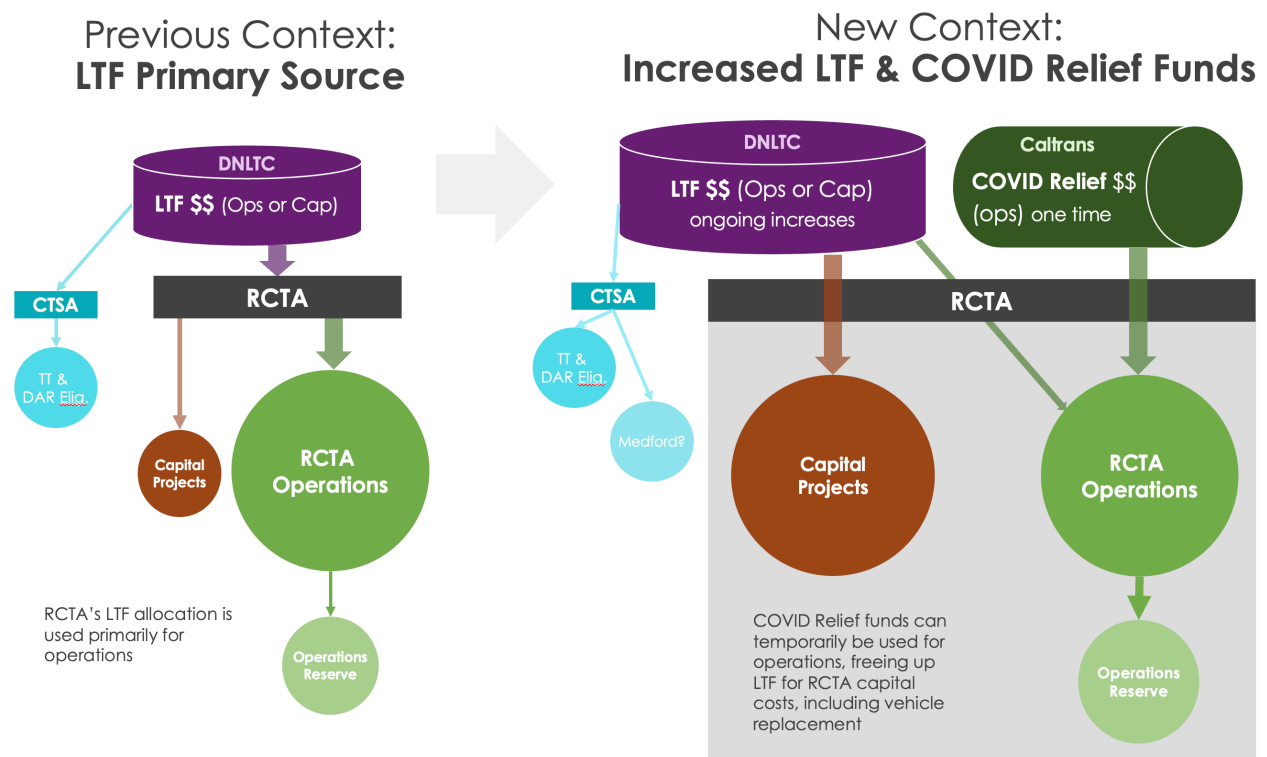 Previous Context:
LTF Primary Source
DNLTC
LTF $$ (Ops or Cap)
RCTA
CTSA
TT &
DAR Elig.
Capital
Projects
RCTA
Operations
RCTA’s LTF allocation is
used primarily for
operations
Operations
Reserve
New Context:
Increased LTF & COVID Relief Funds
DNLTC
LTF $$ (Ops or Cap)
ongoing increases
Caltrans
COVID Relief $$
(ops) one time
CTSA
RCTA
TT &
DAR Elig.
Medford?
Capital
Projects
RCTA
Operations
COVID Relief funds can
temporarily be used for
operations, freeing up
LTF for RCTA capital
costs, including vehicle
replacement
Operations
Reserve